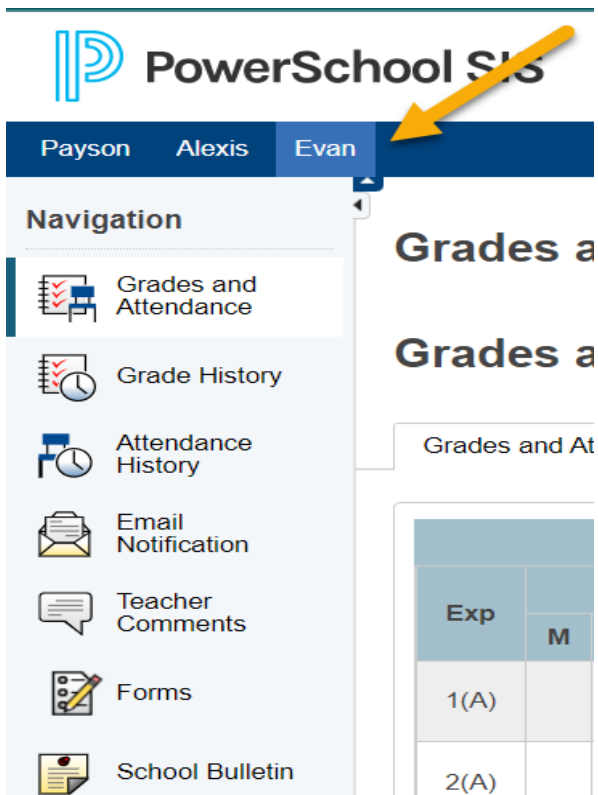 PowerSchool SIS
Payson Alexis Evan
Navigation
Grades and
Attendance
Grade History
Attendance
History
Email
Notification
Teacher
Comments
Forms
School Bulletin
Grades a
Grades a
Grades and At
Exp
M
1(A)
2(A)